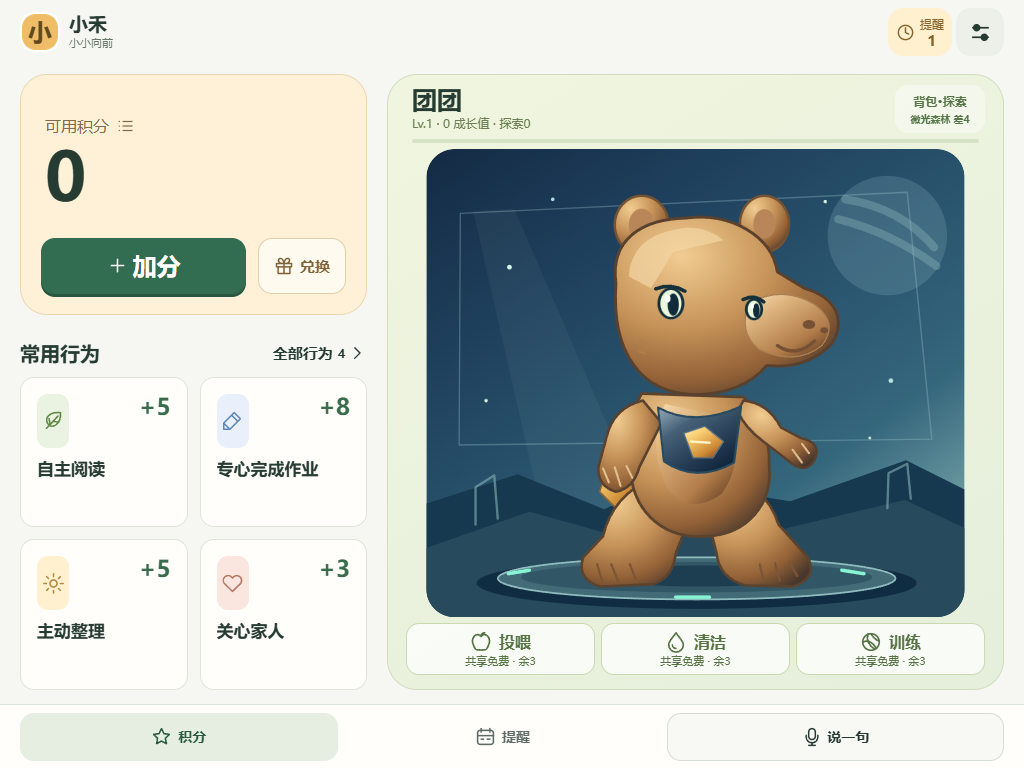 小
小禾
小小向前
提醒
1
可用积分
0
+ 加分
兑换
常用行为
全部行为 4
+5
自主阅读
+8
专心完成作业
+5
主动整理
+3
关心家人
团团
Lv.1 · 0 成长值 · 探索0
背包•探索
微光森林 差4
投喂
共享免费 · 余3
清洁
共享免费 · 余3
训练
共享免费 · 余3
积分
提醒
说一句